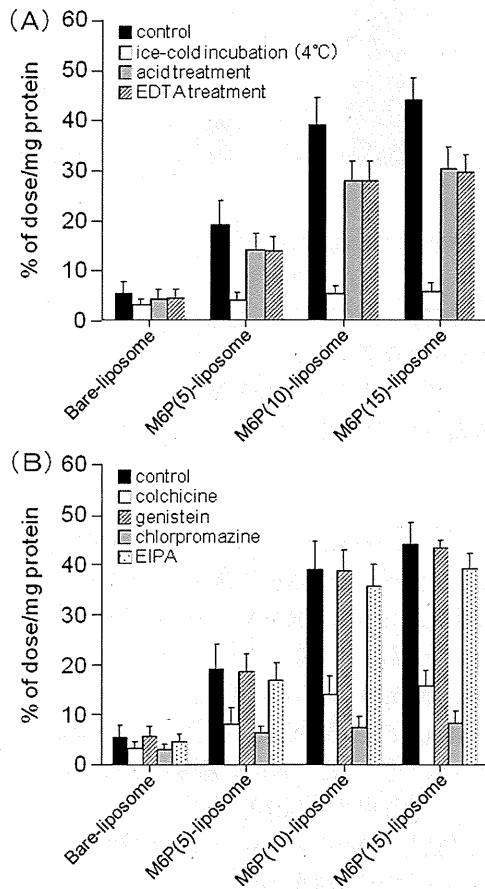 (A)
60
50
40
30
20
10
0
% of dose/mg protein
control
ice-cold incubation (4°C)
acid treatment
EDTA treatment
Bare-liposome
M6P(5)-liposome
M6P(10)-liposome
M6P(15)-liposome
(B)
60
50
40
30
20
10
0
% of dose/mg protein
control
colchicine
genistein
chlorpromazine
EIPA
Bare-liposome
M6P(5)-liposome
M6P(10)-liposome
M6P(15)-liposome